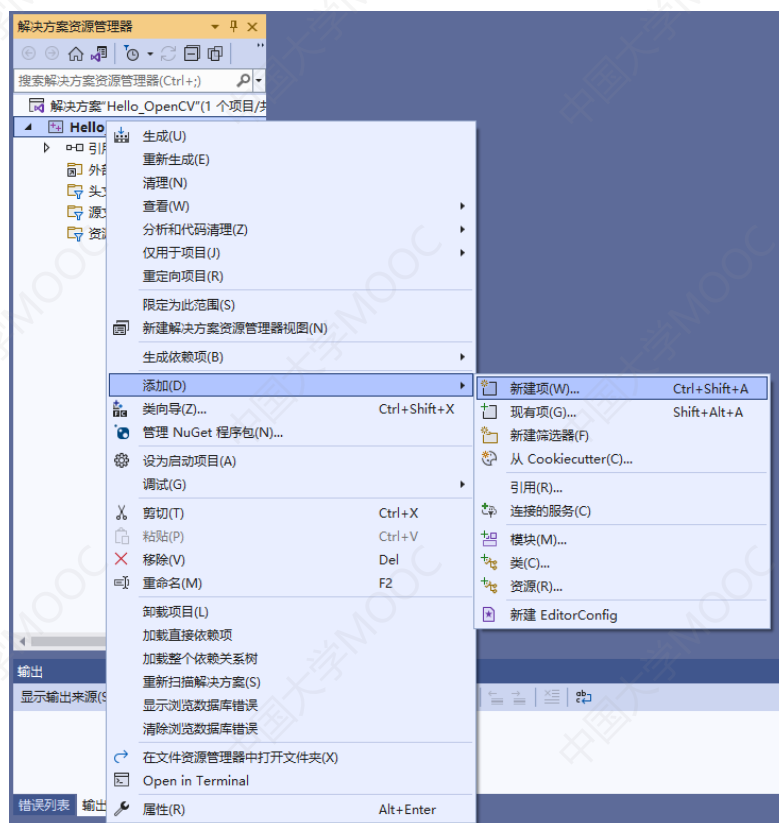 解决方案资源管理器
搜索解决方案资源管理器(Ctrl+;)
解决方案"Hello_OpenCV"(1 个项目/共
Hello_
引用
外部
头文
源文
资源
生成(U)
重新生成(E)
清理(N)
查看(W)
分析和代码清理(Z)
仅用于项目(J)
重定向项目(R)
限定为此范围(S)
新建解决方案资源管理器视图(N)
生成依赖项(B)
添加(D)
类向导(Z)... Ctrl+Shift+X
管理 NuGet 程序包(N)...
设为启动项目(A)
调试(G)
剪切(T) Ctrl+X
粘贴(P) Ctrl+V
移除(V) Del
重命名(M) F2
卸载项目(L)
加载直接依赖项
加载整个依赖关系树
重新扫描解决方案(S)
显示浏览数据库错误
清除浏览数据库错误
在文件资源管理器中打开文件夹(X)
Open in Terminal
属性(R) Alt+Enter
新建项(W)... Ctrl+Shift+A
现有项(G)... Shift+Alt+A
新建筛选器(F)
从 Cookiecutter(C)...
引用(R)...
连接的服务(C)
模块(M)...
类(C)...
资源(R)...
新建 EditorConfig
输出
显示输出来源(S
错误列表 输出
中国大学MOOC